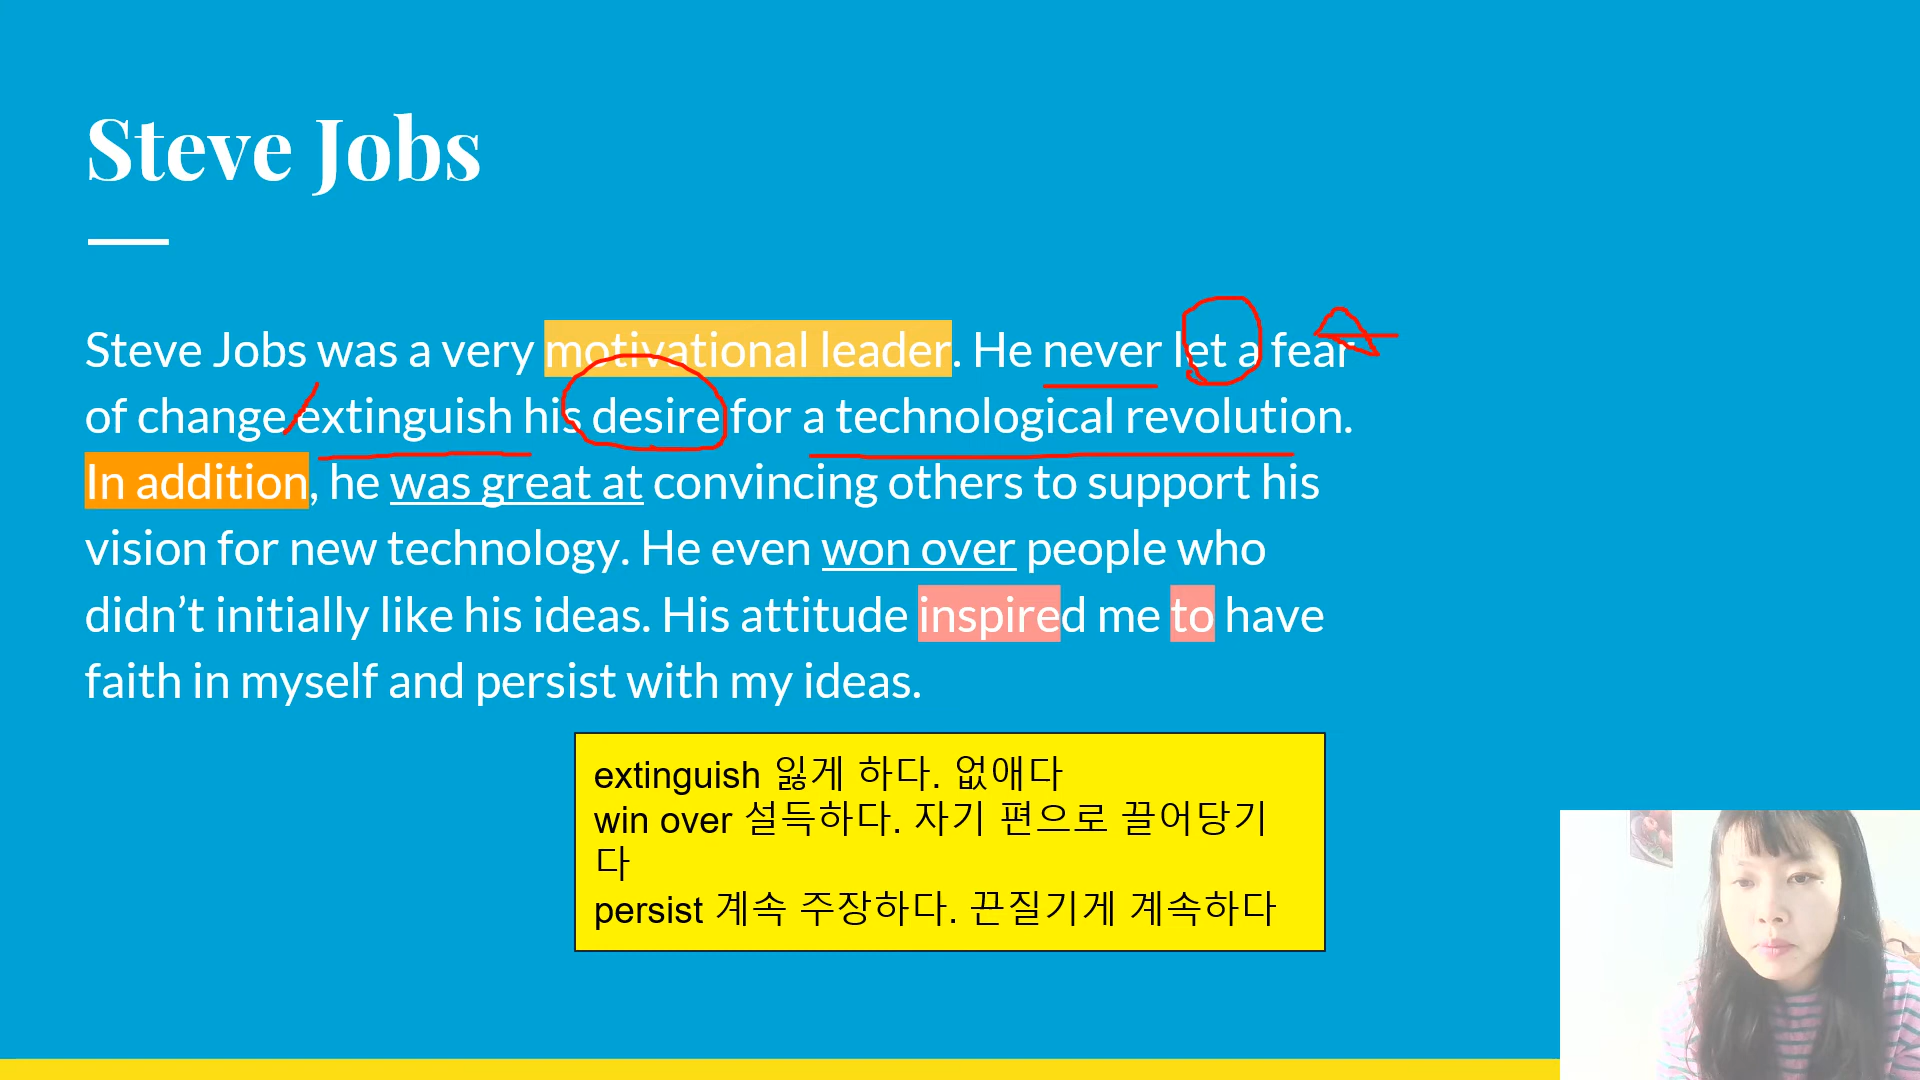 Steve Jobs
Steve Jobs was a very motivational leader. He never let a fear
of change extinguish his desire for a technological revolution.
In addition, he was great at convincing others to support his
vision for new technology. He even won over people who
didn’t initially like his ideas. His attitude inspired me to have
faith in myself and persist with my ideas.
extinguish 잃게 하다. 없애다
win over 설득하다. 자기 편으로 끌어당기
다
persist 계속 주장하다. 끈질기게 계속하다